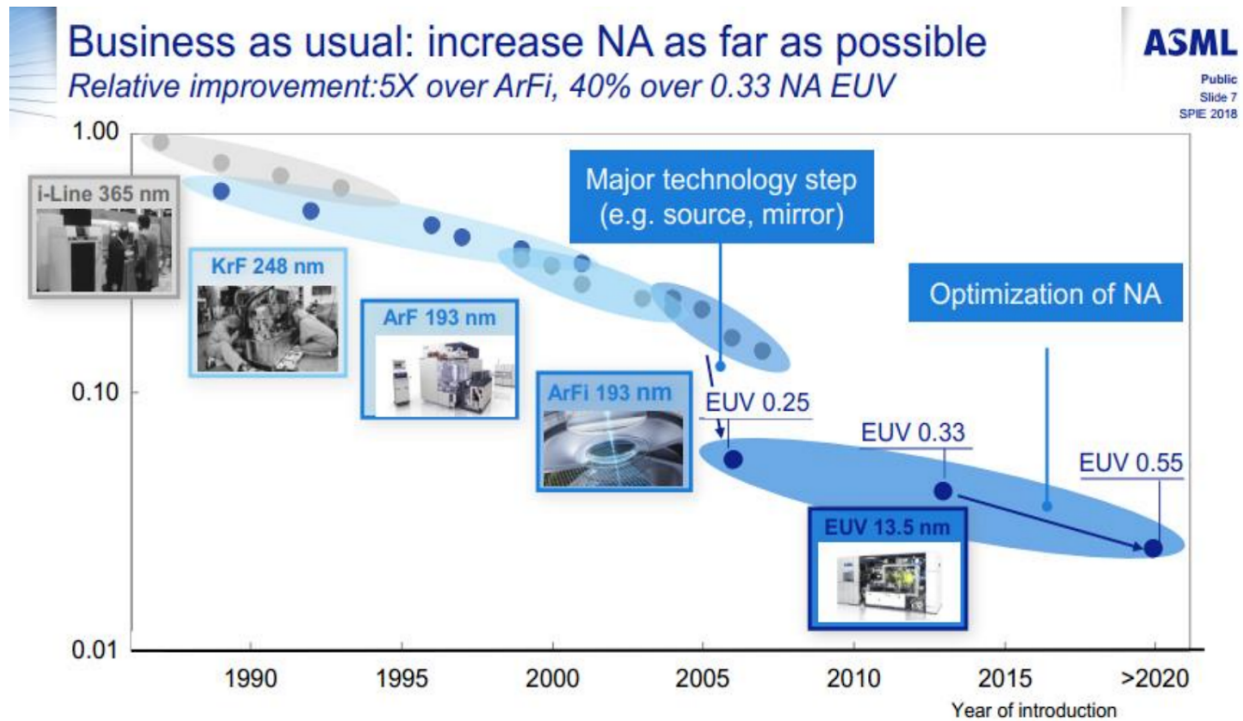 Business as usual: increase NA as far as possible
Relative improvement:5X over ArFi, 40% over 0.33 NA EUV
ASML
Public
Slide 7
SPIE 2018
1.00
0.10
0.01
i-Line 365 nm
KrF 248 nm
ArF 193 nm
ArFi 193 nm
Major technology step
(e.g. source, mirror)
Optimization of NA
EUV 0.25
EUV 0.33
EUV 0.55
EUV 13.5 nm
1990
1995
2000
2005
2010
2015
>2020
Year of introduction